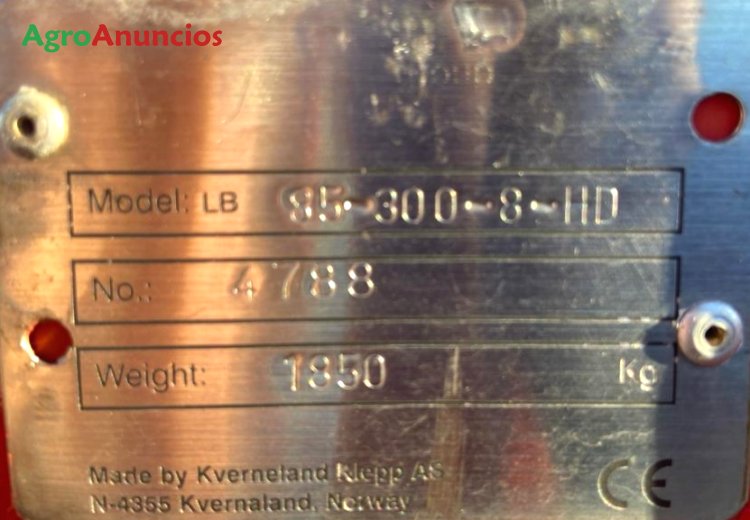 AgroAnuncios
Model: LB 85-300-8-HD
No.: 4788
Weight: 1850 Kg
Made by Kverneland Klepp AS
N-4355 Kvernaland, Norway
CE